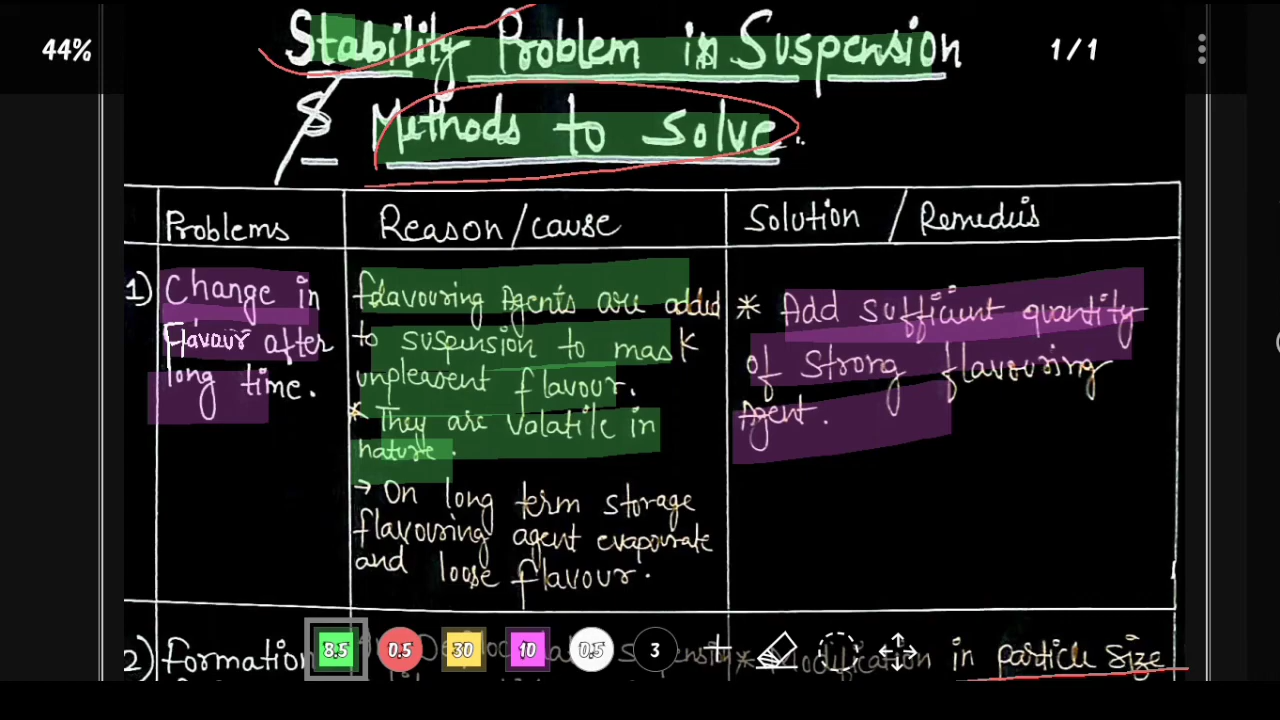 44%
Stability Problem in Suspension
1/1
& Methods to Solve.
Problems
Reason/cause
Solution / Remedies
1) Change in
Flavour after
long time.
flavouring Agents are added
to suspension to mask
unpleasent flavour.
* They are volatile in
nature.
→ On long term storage
flavouring agent evaporate
and loose flavour.
* Add sufficient quantity
of strong flavouring
Agent.
2) Formation
* Modification in particle size
8.5
0.5
30
10
0.5
3